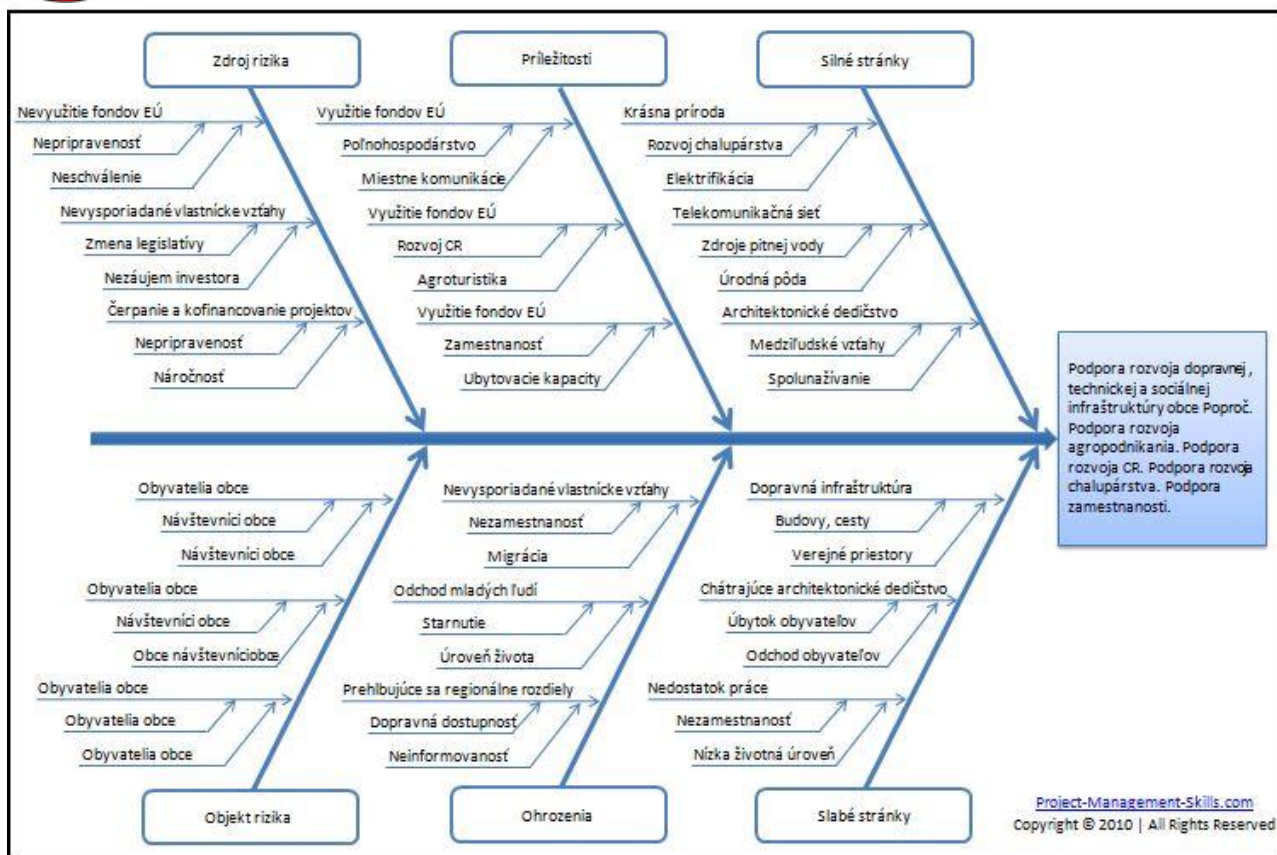 Zdroj rizika
Príležitosti
Silné stránky
Nevyužitie fondov EÚ
Nepripravenosť
Neschválenie
Nevysporiadané vlastnícke vzťahy
Zmena legislatívy
Nezáujem investora
Čerpanie a kofinancovanie projektov
Nepripravenosť
Náročnosť
Využitie fondov EÚ
Poľnohospodárstvo
Miestne komunikácie
Využitie fondov EÚ
Rozvoj CR
Agroturistika
Využitie fondov EÚ
Zamestnanosť
Ubytovacie kapacity
Krásna príroda
Rozvoj chalupárstva
Elektrifikácia
Telekomunikačná sieť
Zdroje pitnej vody
Úrodná pôda
Architektonické dedičstvo
Medziľudské vzťahy
Spolunažívanie
Podpora rozvoja dopravnej,
technickej a sociálnej
infraštruktúry obce Poproč.
Podpora rozvoja
agropodnikania. Podpora
rozvoja CR. Podpora rozvoja
chalupárstva. Podpora
zamestnanosti.
Obyvatelia obce
Návštevníci obce
Návštevníci obce
Obyvatelia obce
Návštevníci obce
Obce návštevníciobce
Obyvatelia obce
Obyvatelia obce
Obyvatelia obce
Nevysporiadané vlastnícke vzťahy
Nezamestnanosť
Migrácia
Odchod mladých ľudí
Starnutie
Úroveň života
Prehlbujúce sa regionálne rozdiely
Dopravná dostupnosť
Neinformovanosť
Dopravná infraštruktúra
Budovy, cesty
Verejné priestory
Chátrajúce architektonické dedičstvo
Úbytok obyvateľov
Odchod obyvateľov
Nedostatok práce
Nezamestnanosť
Nízka životná úroveň
Objekt rizika
Ohrozenia
Slabé stránky
Project-Management-Skills.com
Copyright © 2010 | All Rights Reserved